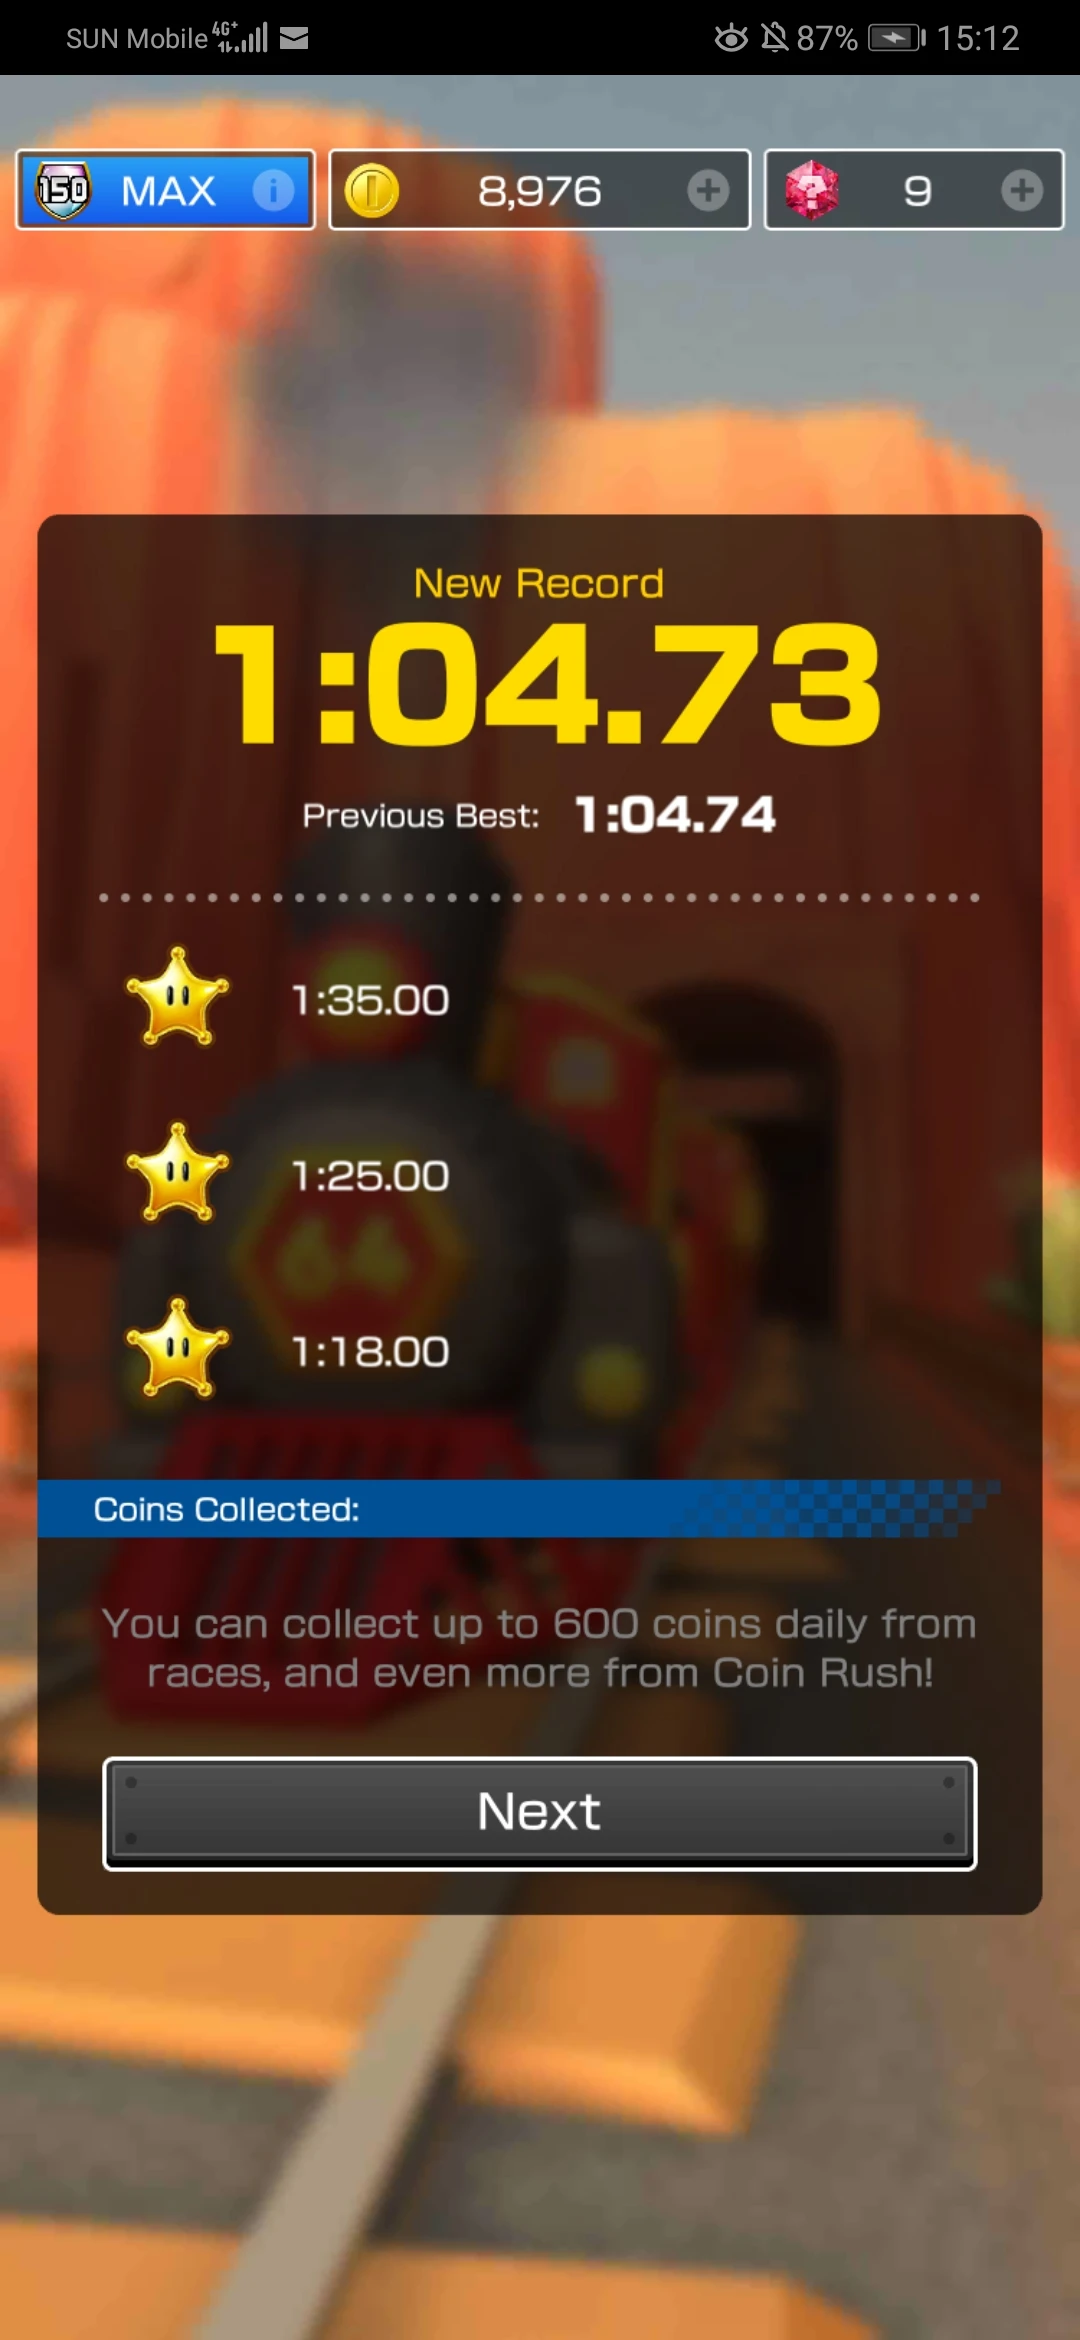 SUN Mobile 4G+ 87% 15:12
150 MAX i 8,976 + 9 +
New Record
1:04.73
Previous Best: 1:04.74
1:35.00
1:25.00
64
1:18.00
Coins Collected:
You can collect up to 600 coins daily from
races, and even more from Coin Rush!
Next